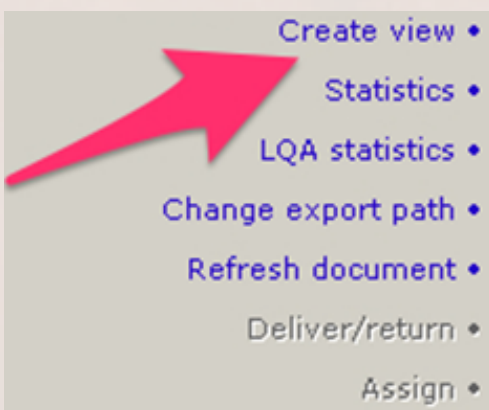 Create view •
Statistics •
LQA statistics •
Change export path •
Refresh document •
Deliver/return •
Assign •